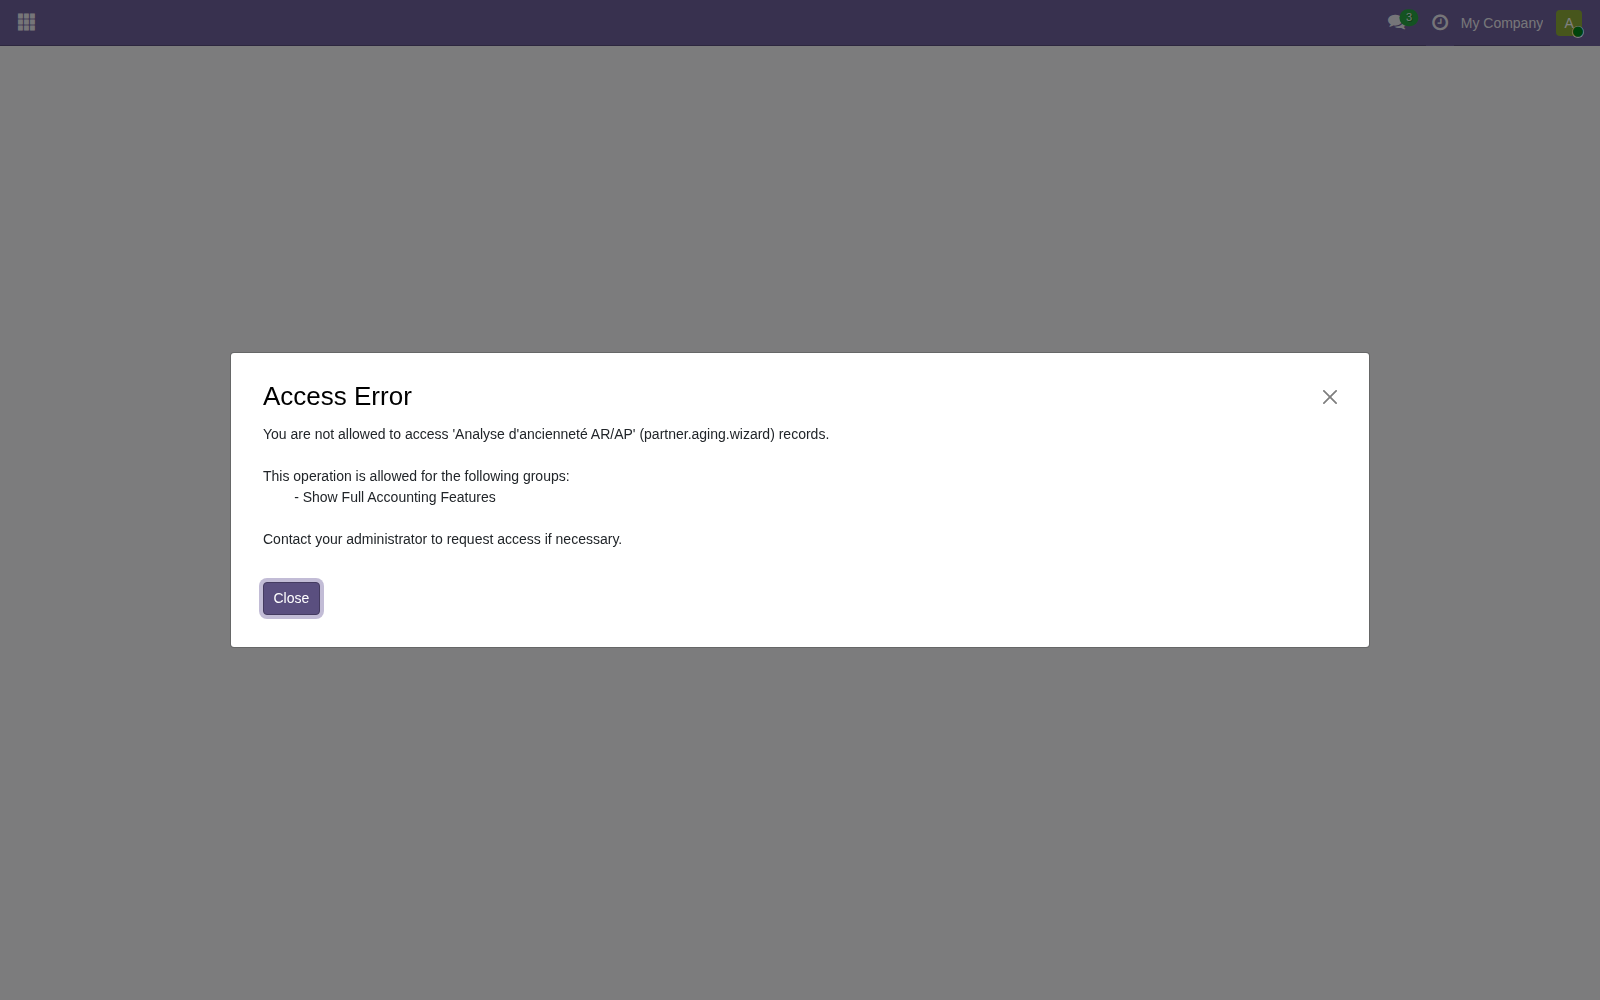 3
My Company
A
Access Error
You are not allowed to access 'Analyse d'ancienneté AR/AP' (partner.aging.wizard) records.
This operation is allowed for the following groups:
- Show Full Accounting Features
Contact your administrator to request access if necessary.
Close